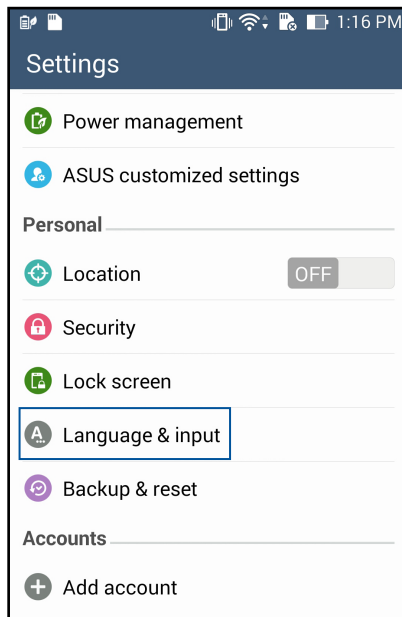 1:16 PM
Settings
Power management
ASUS customized settings
Personal
Location OFF
Security
Lock screen
Language & input
Backup & reset
Accounts
Add account